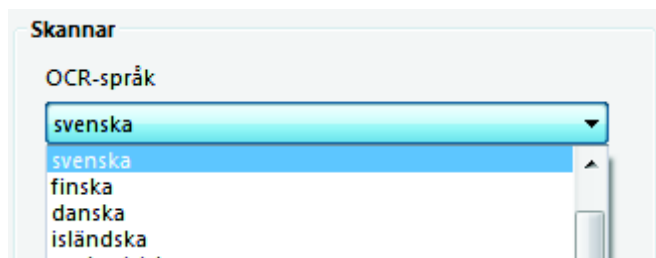 Skannar
OCR-språk
svenska
svenska
finska
danska
isländska